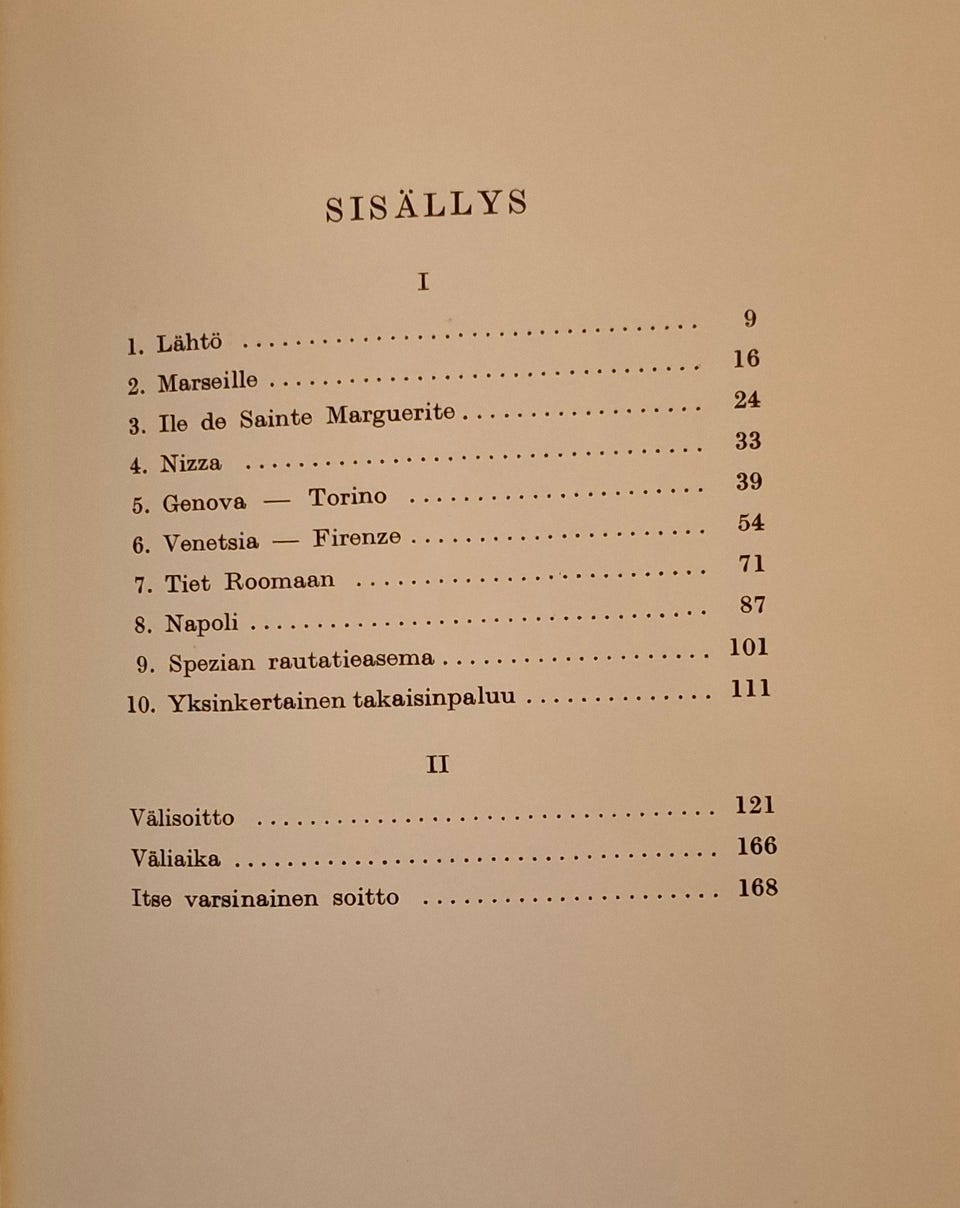 SISÄLLYS
I
1. Lähtö .................................. 9
2. Marseille ................................. 16
3. Ile de Sainte Marguerite .................. 24
4. Nizza .................................. 33
5. Genova — Torino ...................... 39
6. Venetsia — Firenze ...................... 54
7. Tiet Roomaan .......................... 71
8. Napoli .................................. 87
9. Spezian rautatieasema .................... 101
10. Yksinkertainen takaisinpaluu .............. 111
II
Välisoitto .................................. 121
Väliaika .................................... 166
Itse varsinainen soitto ...................... 168